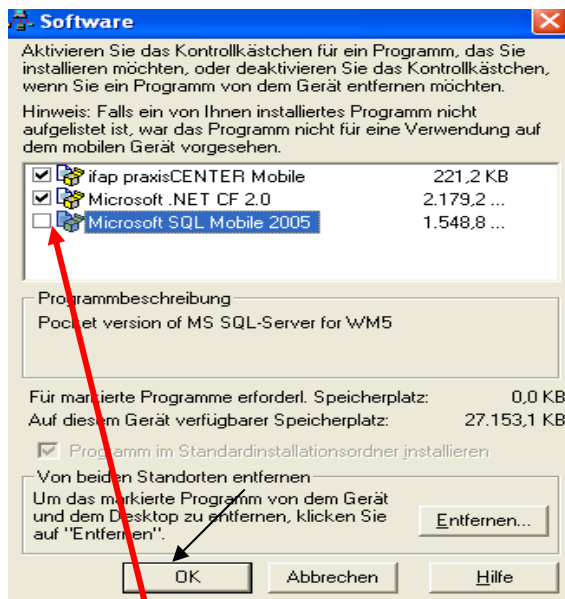 Software
Aktivieren Sie das Kontrollkästchen für ein Programm, das Sie
installieren möchten, oder deaktivieren Sie das Kontrollkästchen,
wenn Sie ein Programm von dem Gerät entfernen möchten.
Hinweis: Falls ein von Ihnen installiertes Programm nicht
aufgelistet ist, war das Programm nicht für eine Verwendung auf
dem mobilen Gerät vorgesehen.
ifap praxisCENTER Mobile 221,2 KB
Microsoft .NET CF 2.0 2.179,2 ...
Microsoft SQL Mobile 2005 1.548,8 ...
Programmbeschreibung
Pocket version of MS SQL-Server for WM5
Für markierte Programme erforderl. Speicherplatz: 0,0 KB
Auf diesem Gerät verfügbarer Speicherplatz: 27.153,1 KB
Programm im Standardinstallationsordner installieren
Von beiden Standorten entfernen
Um das markierte Programm von dem Gerät
und dem Desktop zu entfernen, klicken Sie
auf "Entfernen".
Entfernen...
OK Abbrechen Hilfe